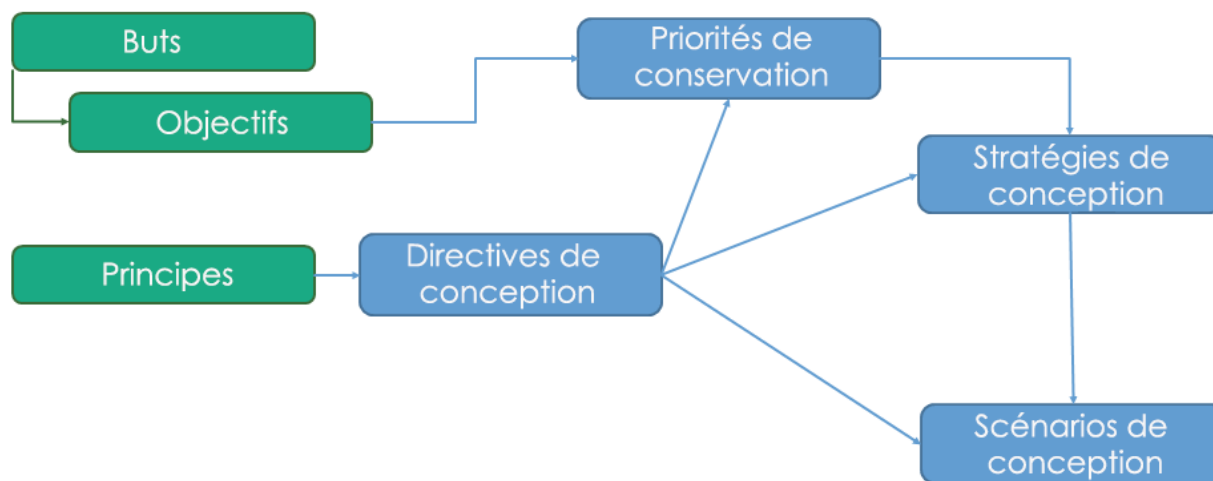 Buts
Priorités de
conservation
Objectifs
Stratégies de
conception
Principes
Directives de
conception
Scénarios de
conception